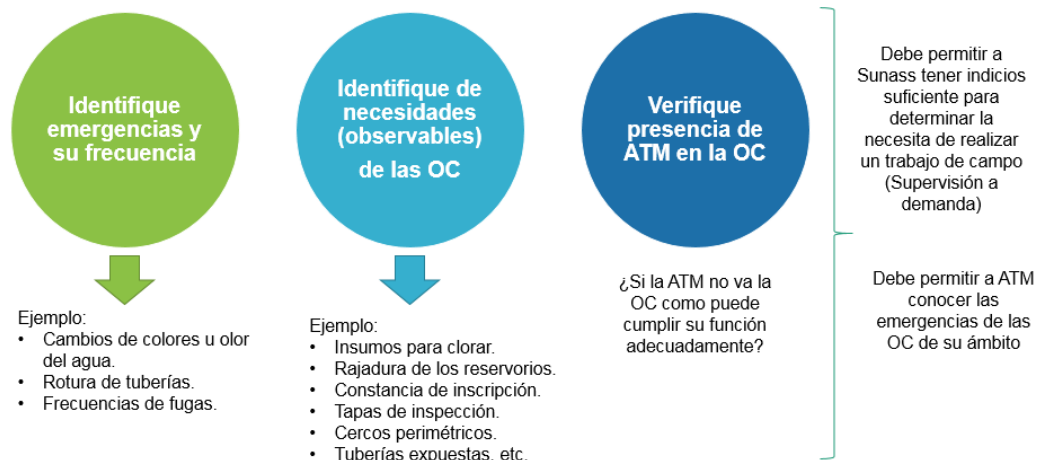 Identifique
emergencias y
su frecuencia
Ejemplo:
• Cambios de colores u olor
del agua.
• Rotura de tuberías.
• Frecuencias de fugas.
Identifique de
necesidades
(observables)
de las OC
Ejemplo:
• Insumos para clorar.
• Rajadura de los reservorios.
• Constancia de inscripción.
• Tapas de inspección.
• Cercos perimétricos.
• Tuberías expuestas, etc.
Verifique
presencia de
ATM en la OC
¿Si la ATM no va la
OC como puede
cumplir su función
adecuadamente?
Debe permitir a
Sunass tener indicios
suficiente para
determinar la
necesita de realizar
un trabajo de campo
(Supervisión a
demanda)
Debe permitir a ATM
conocer las
emergencias de las
OC de su ámbito